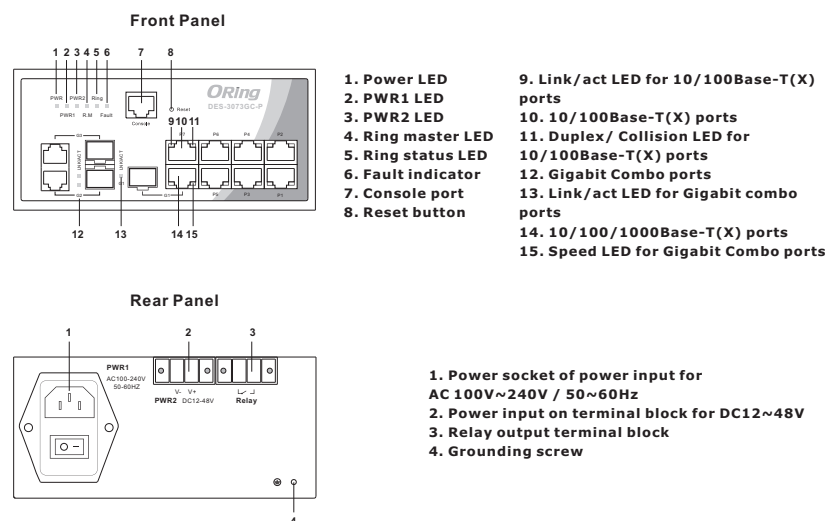 Front Panel
1 2 3 4 5 6 7 8
PWR PWR2 Ring
PWR1 R.M Fault
Console
Reset
ORing
DES-3073GC-P
9 10 11
P7 P6 P4 P2
G3
LNK/ACT
LNK/ACT
G2
G1
P5 P3 P1
12 13 14 15
1. Power LED
2. PWR1 LED
3. PWR2 LED
4. Ring master LED
5. Ring status LED
6. Fault indicator
7. Console port
8. Reset button
9. Link/act LED for 10/100Base-T(X)
ports
10. 10/100Base-T(X) ports
11. Duplex/ Collision LED for
10/100Base-T(X) ports
12. Gigabit Combo ports
13. Link/act LED for Gigabit combo
ports
14. 10/100/1000Base-T(X) ports
15. Speed LED for Gigabit Combo ports
Rear Panel
1 2 3
PWR1
AC100-240V
50-60HZ
V- V+
PWR2 DC12-48V
Relay
4
1. Power socket of power input for
AC 100V~240V / 50~60Hz
2. Power input on terminal block for DC12~48V
3. Relay output terminal block
4. Grounding screw